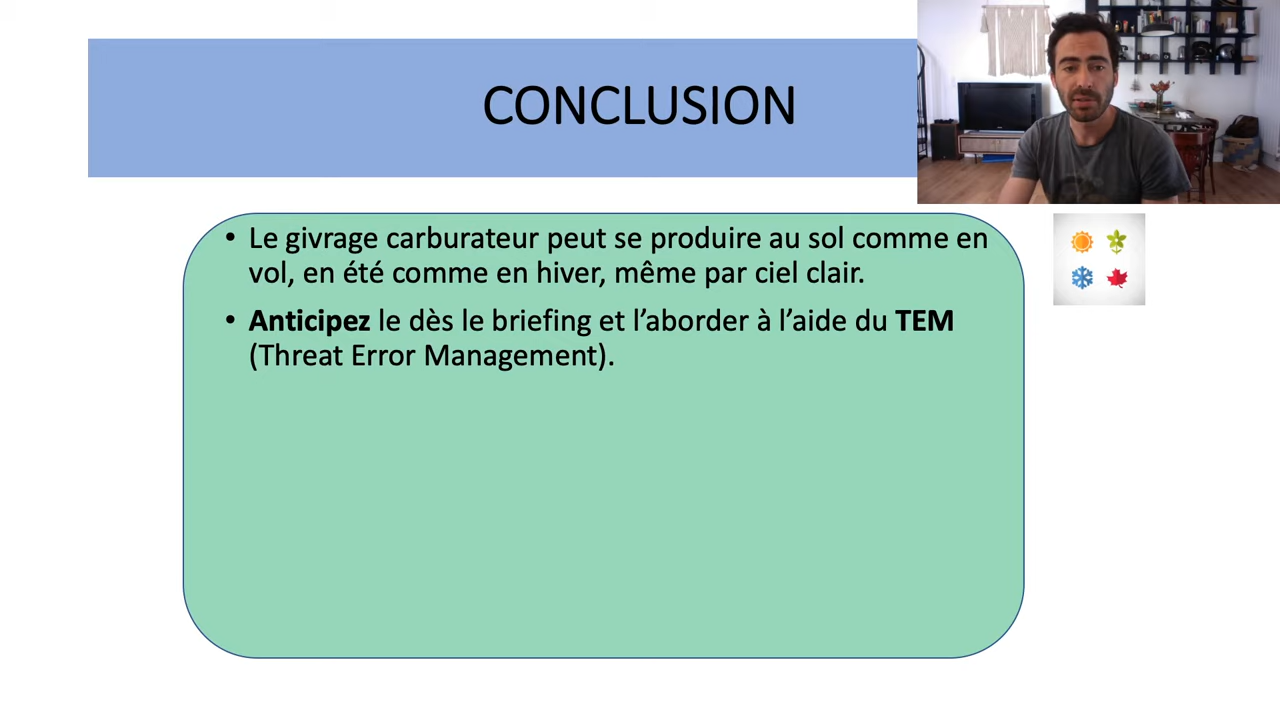 CONCLUSION
• Le givrage carburateur peut se produire au sol comme en
vol, en été comme en hiver, même par ciel clair.
• Anticipez le dès le briefing et l’aborder à l’aide du TEM
(Threat Error Management).